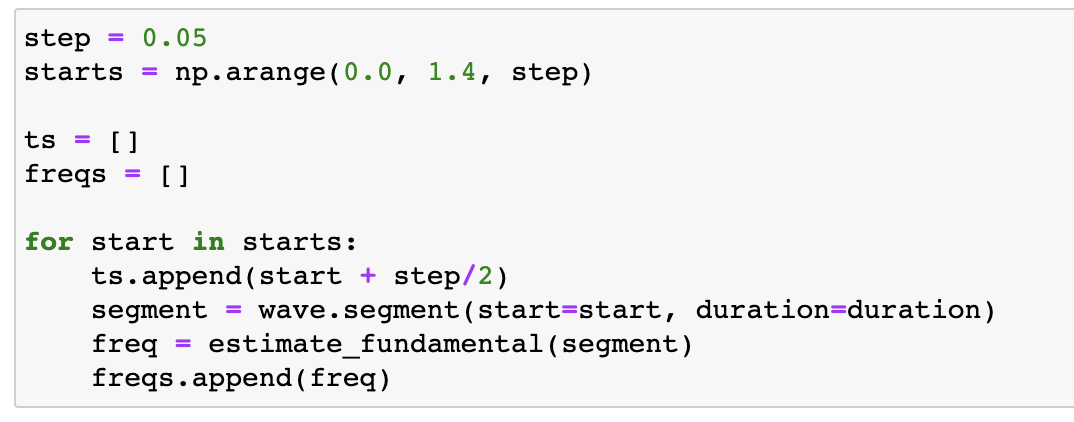 step = 0.05
starts = np.arange(0.0, 1.4, step)
ts = []
freqs = []
for start in starts:
    ts.append(start + step/2)
    segment = wave.segment(start=start, duration=duration)
    freq = estimate_fundamental(segment)
    freqs.append(freq)